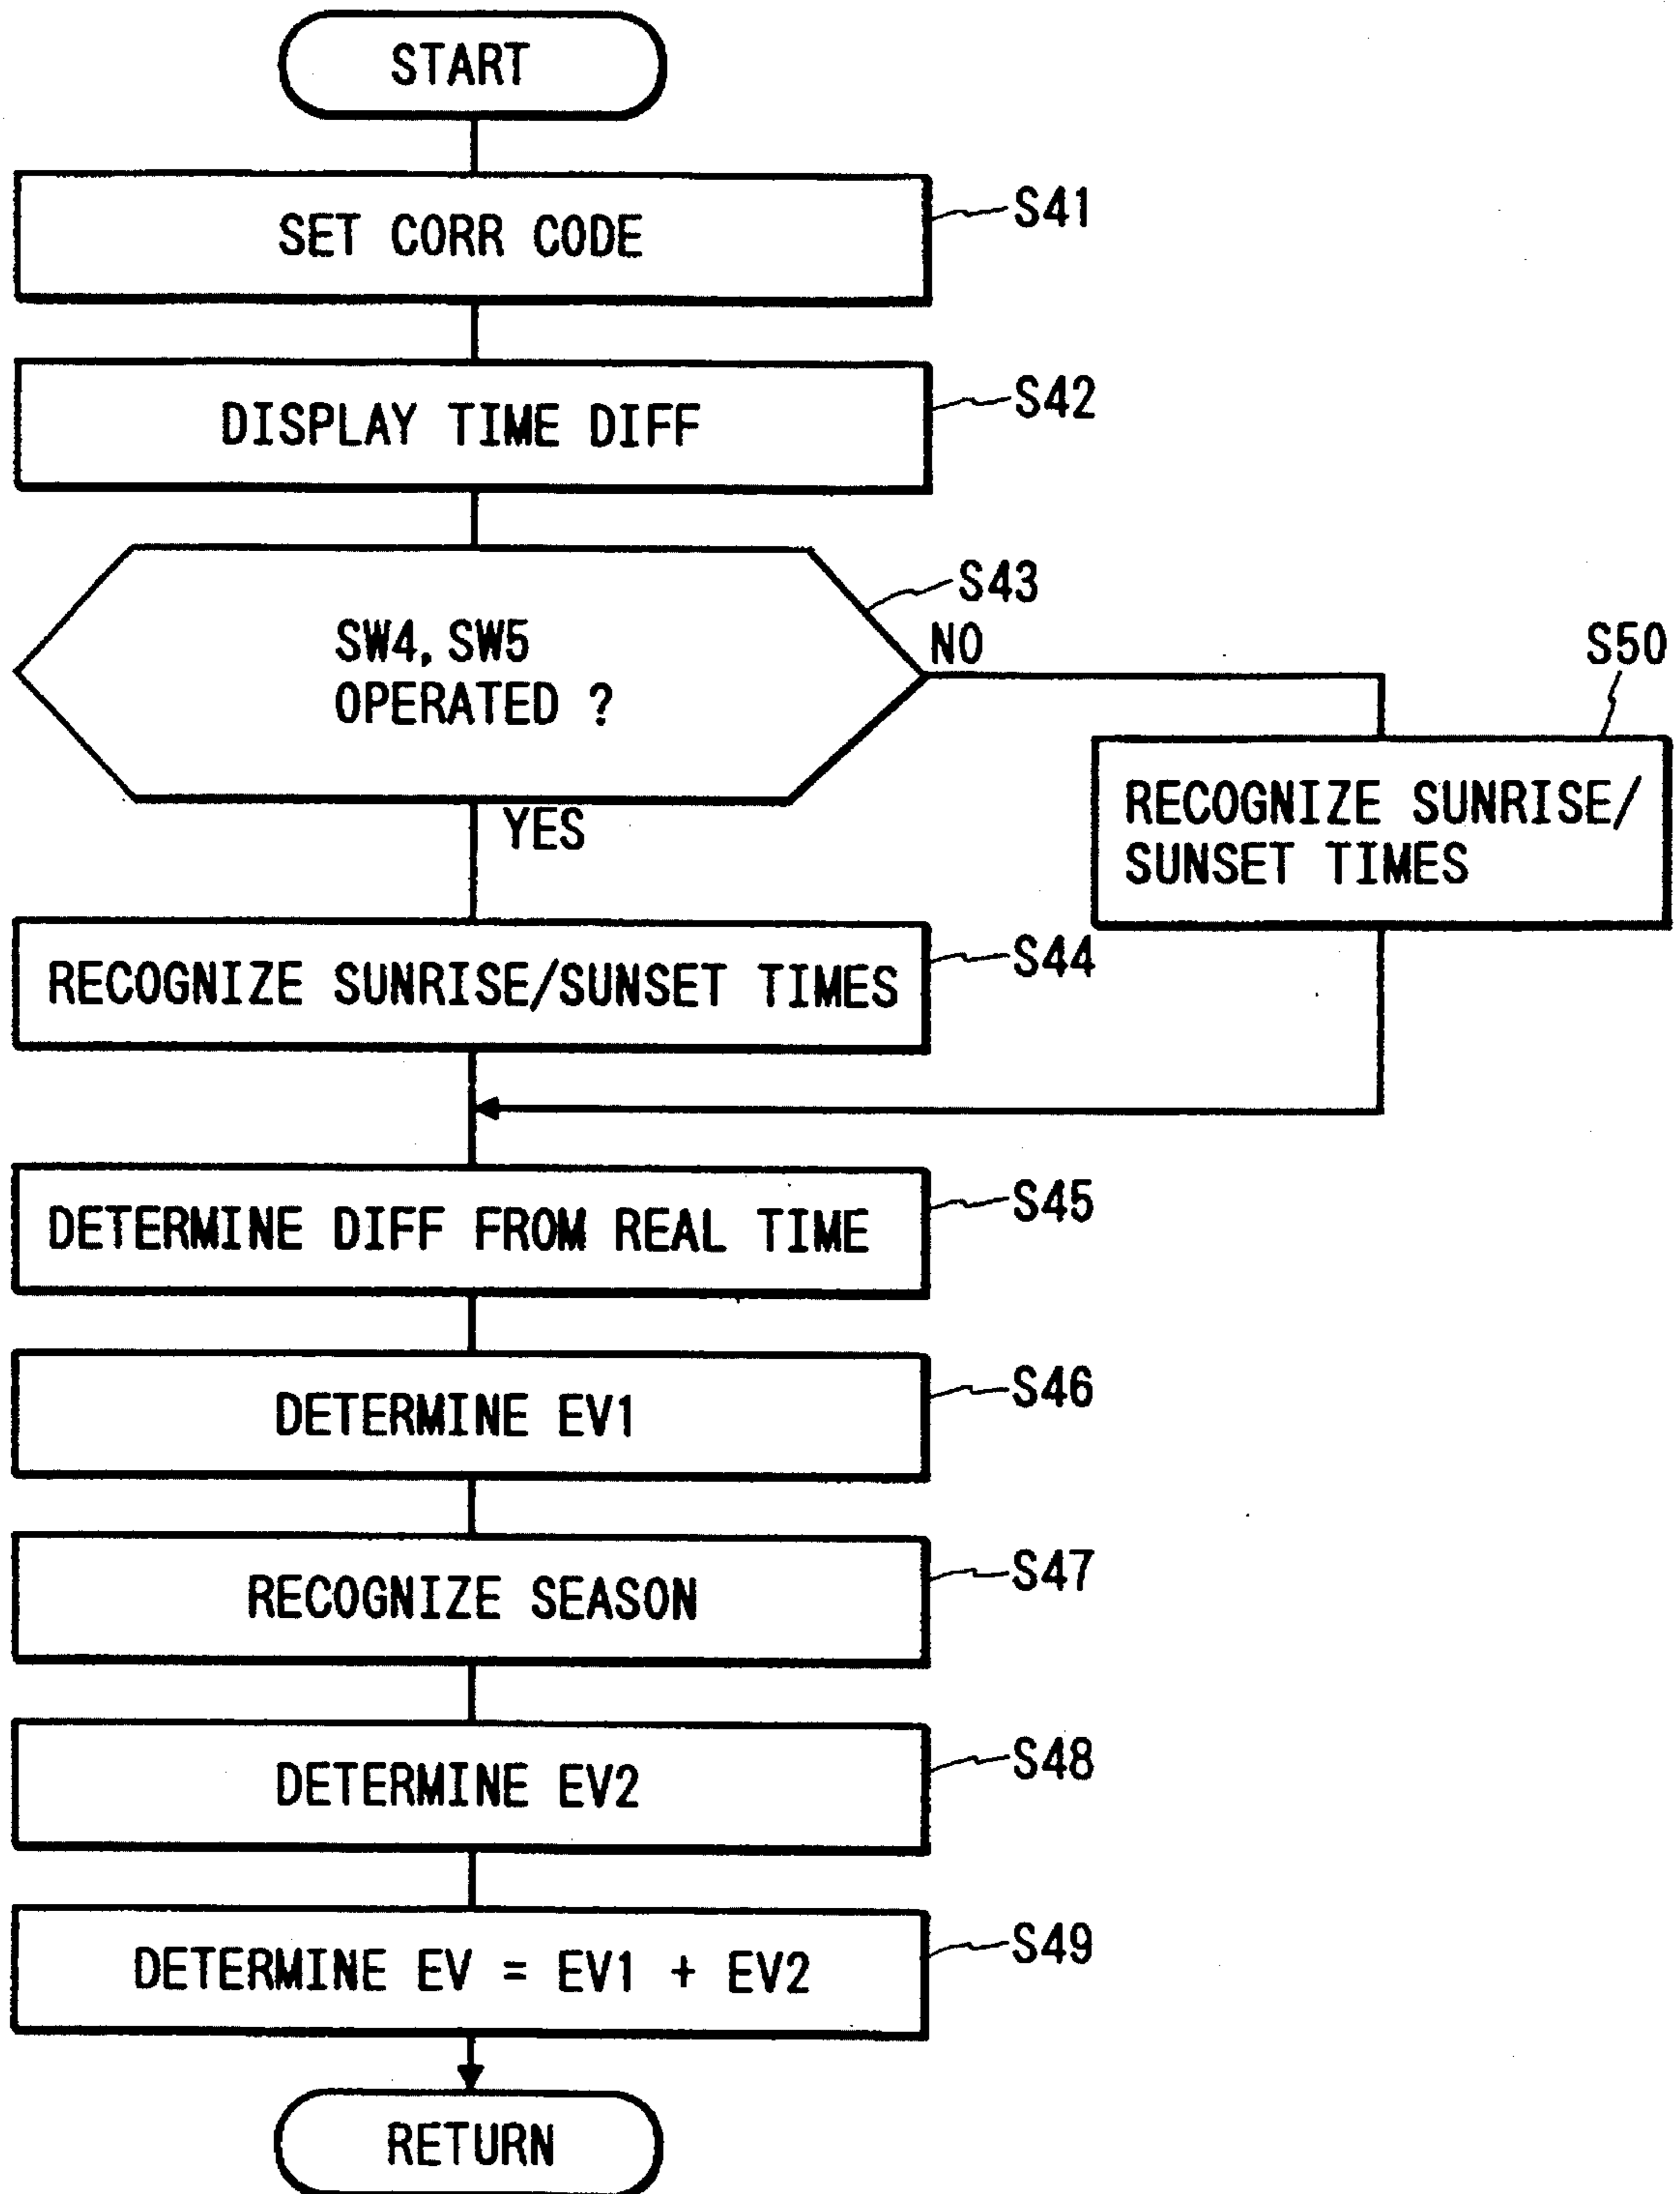 START
SET CORR CODE
S41
DISPLAY TIME DIFF
S42
SW4, SW5
OPERATED ?
S43
NO
YES
S50
RECOGNIZE SUNRISE/
SUNSET TIMES
RECOGNIZE SUNRISE/SUNSET TIMES
S44
DETERMINE DIFF FROM REAL TIME
S45
DETERMINE EV1
S46
RECOGNIZE SEASON
S47
DETERMINE EV2
S48
DETERMINE EV = EV1 + EV2
S49
RETURN